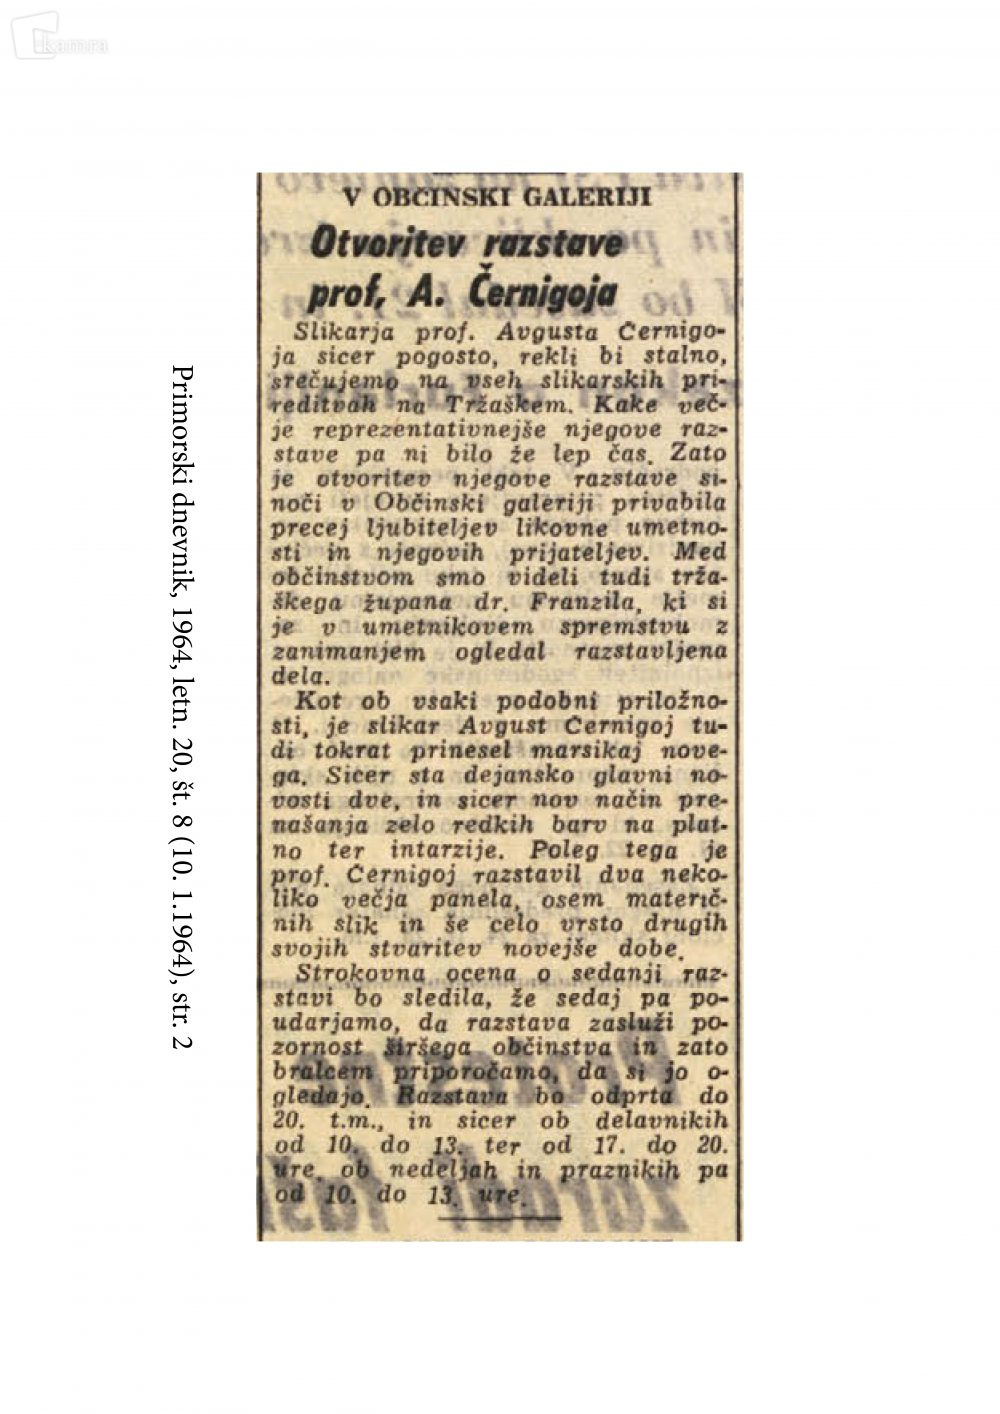 kamra
V OBČINSKI GALERIJI
Otvoritev razstave
prof. A. Černigoja
Slikarja prof. Avgusta Černigo-
ja sicer pogosto, rekli bi stalno,
srečujemo na vseh slikarskih pri-
reditvah na Tržaškem. Kake več-
je reprezentativnejše njegove raz-
stave pa ni bilo že lep čas. Zato
je otvoritev njegove razstave si-
noči v Občinski galeriji privabila
precej ljubiteljev likovne umetno-
sti in njegovih prijateljev. Med
občinstvom smo videli tudi trža-
škega župana dr. Franzila, ki si
je v umetnikovem spremstvu z
zanimanjem ogledal razstavljena
dela.
Kot ob vsaki podobni priložno-
sti, je slikar Avgust Černigoj tu-
di tokrat prinesel marsikaj nove-
ga. Sicer sta dejansko glavni no-
vosti dve, in sicer nov način pre-
našanja zelo redkih barv na plat-
no ter intarzije. Poleg tega je
prof. Černigoj razstavil dva neko-
liko večja panela, osem materič-
nih slik in še celo vrsto drugih
svojih stvaritev novejše dobe.
Strokovna ocena o sedanji raz-
stavi bo sledila, že sedaj pa po-
udarjamo, da razstava zasluži po-
zornost širšega občinstva in zato
bralcem priporočamo, da si jo o-
gledajo. Razstava bo odprta do
20. t.m., in sicer ob delavnikih
od 10. do 13. ter od 17. do 20.
ure, ob nedeljah in praznikih pa
od 10. do 13. ure.
Primorski dnevnik, 1964, letn. 20, št. 8 (10. 1.1964), str. 2